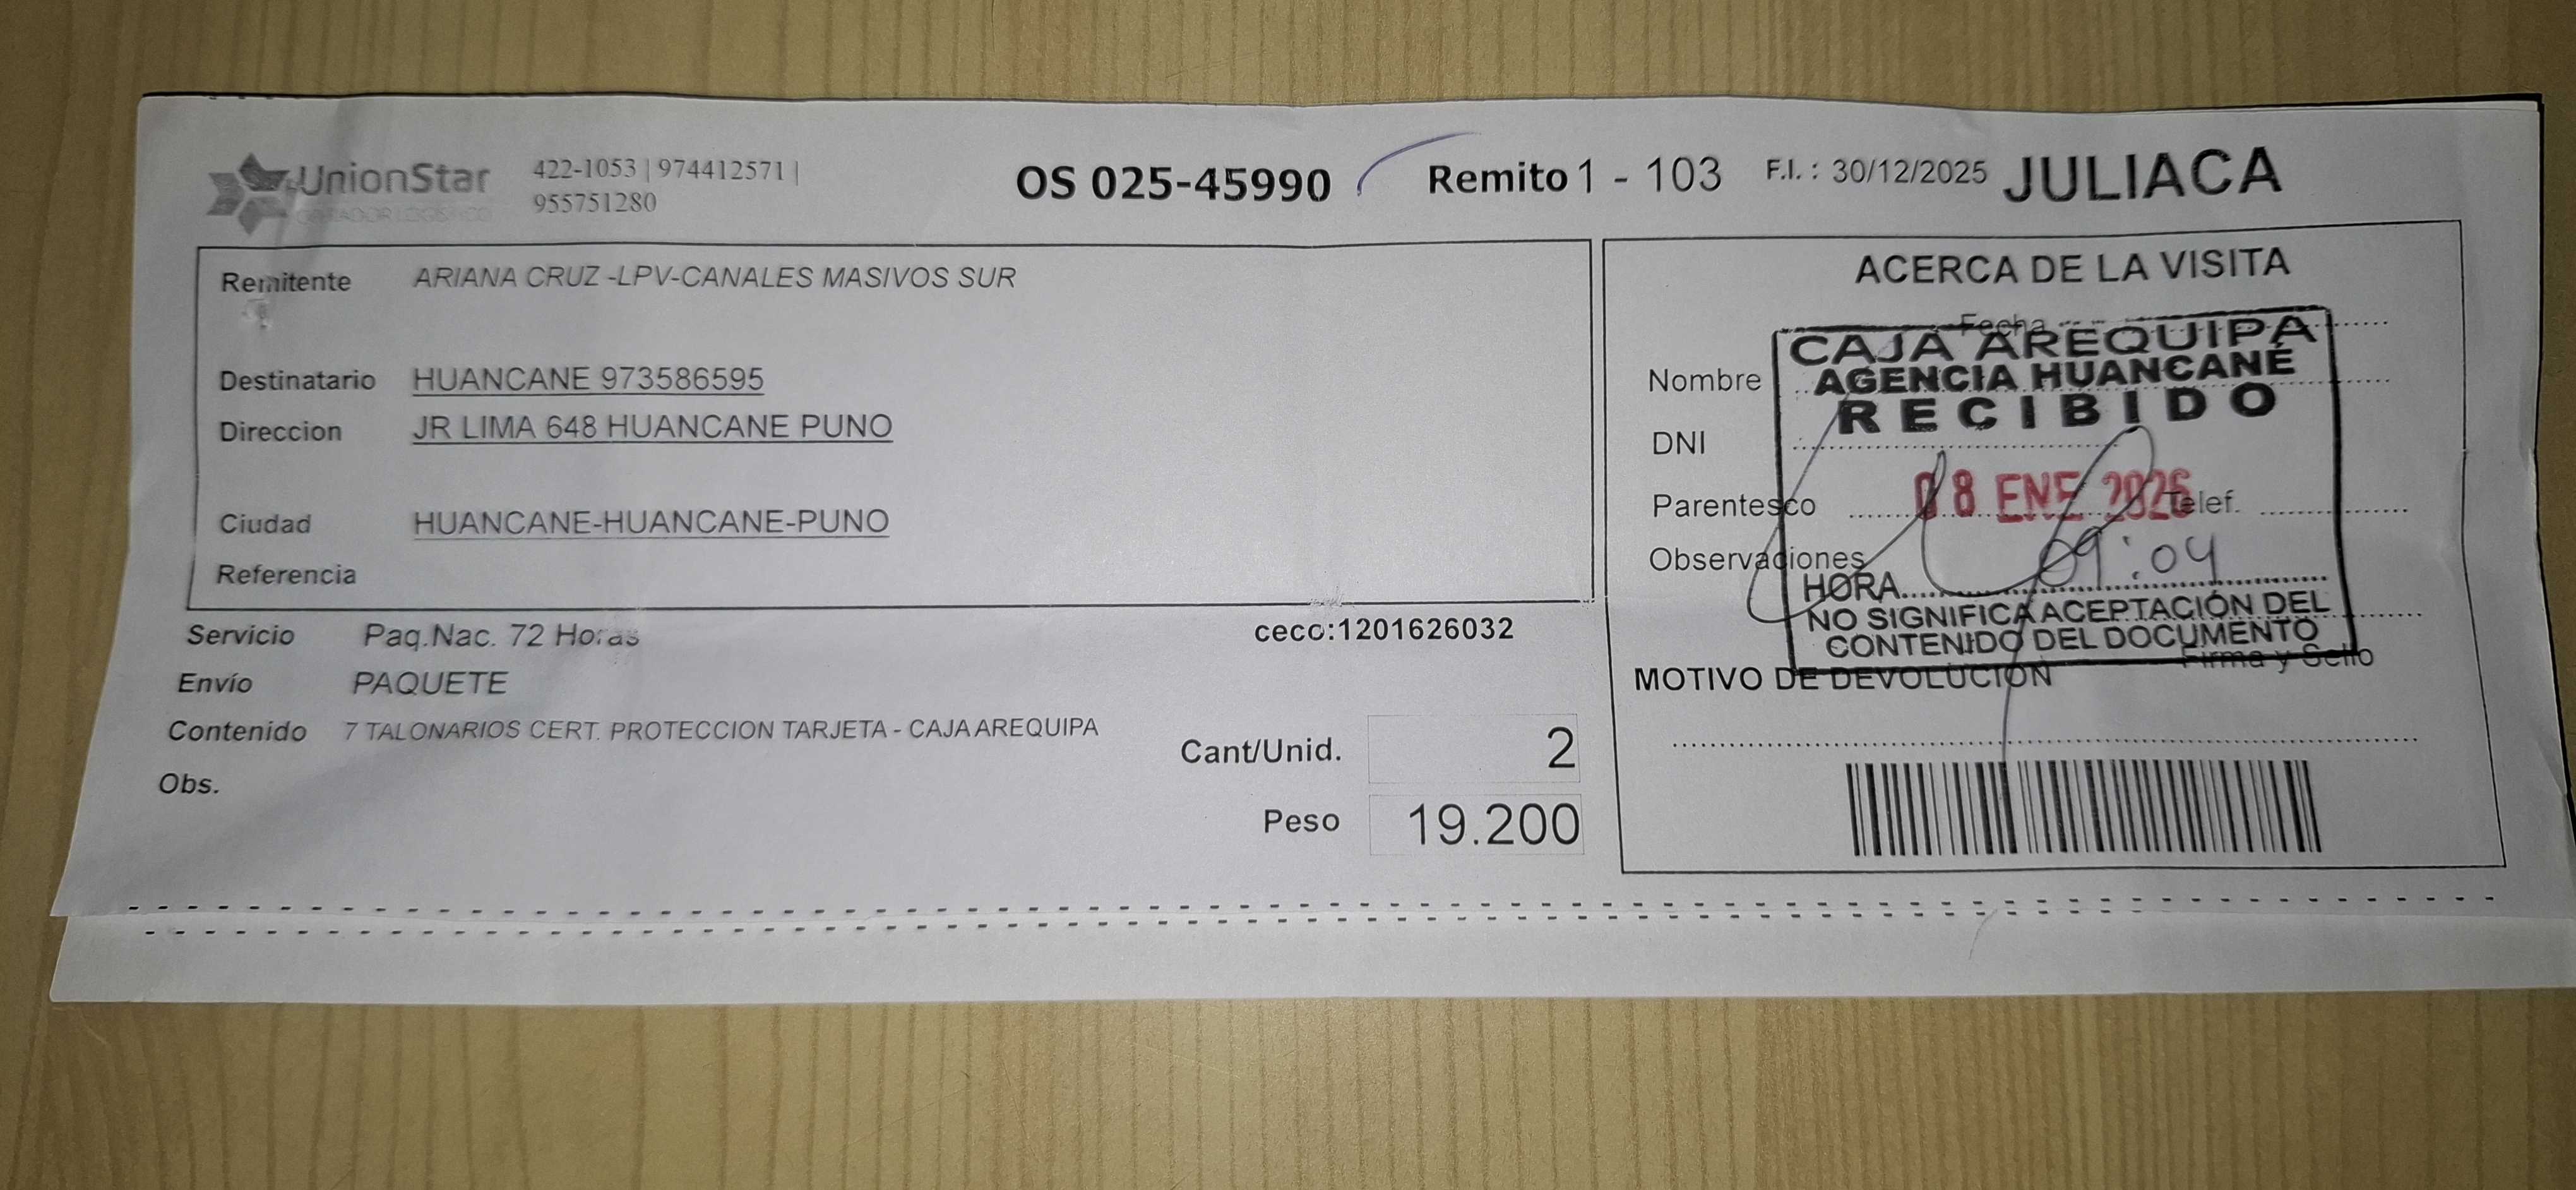 UnionStar
OPERADOR LOGISTICO
422-1053 | 974412571 |
955751280
OS 025-45990
Remito 1 - 103
F.I. : 30/12/2025
JULIACA
Remitente ARIANA CRUZ -LPV-CANALES MASIVOS SUR
Destinatario HUANCANE 973586595
Direccion JR LIMA 648 HUANCANE PUNO
Ciudad HUANCANE-HUANCANE-PUNO
Referencia
Servicio Paq.Nac. 72 Horas
ceco:1201626032
Envío PAQUETE
Contenido 7 TALONARIOS CERT. PROTECCION TARJETA - CAJA AREQUIPA
Cant/Unid. 2
Obs.
Peso 19.200
ACERCA DE LA VISITA
Fecha
Nombre
DNI
Parentesco
Telef.
Observaciones
Firma y Sello
MOTIVO DE DEVOLUCION
CAJA AREQUIPA
AGENCIA HUANCANÉ
RECIBIDO
08 ENE 2026
HORA 09:04
NO SIGNIFICA ACEPTACIÓN DEL
CONTENIDO DEL DOCUMENTO